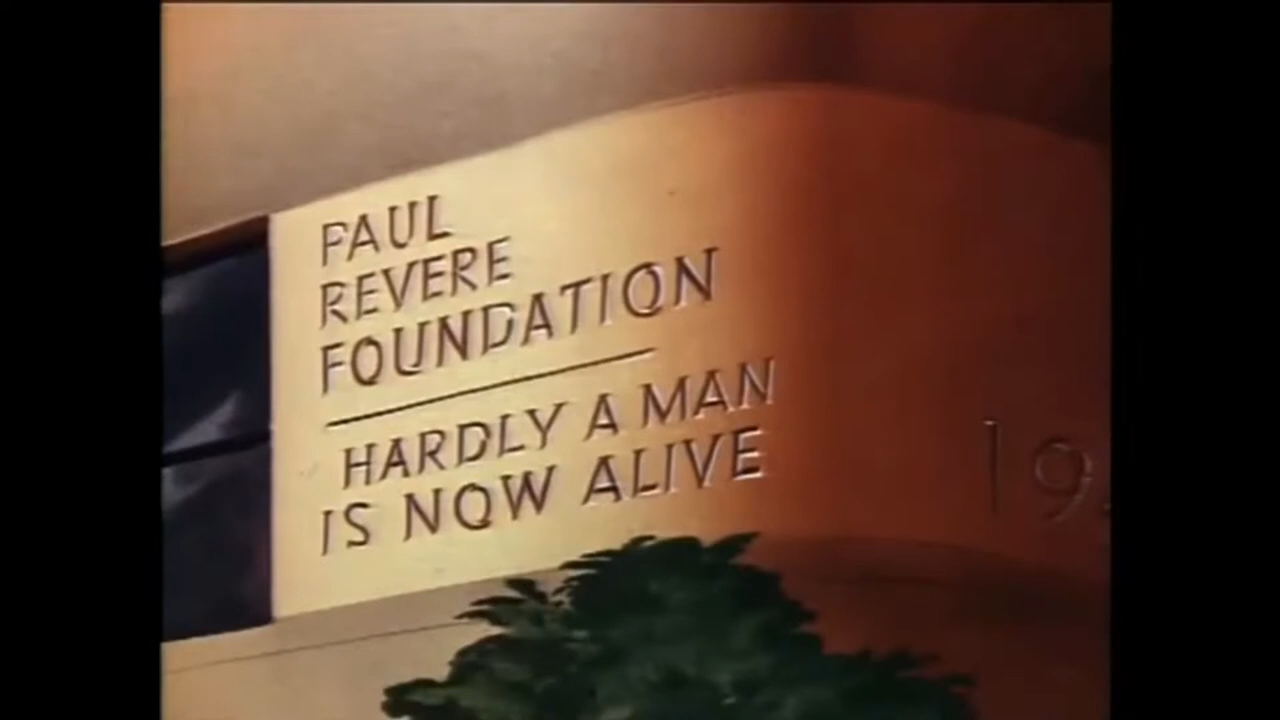 PAUL
REVERE
FOUNDATION
HARDLY A MAN
IS NOW ALIVE
19